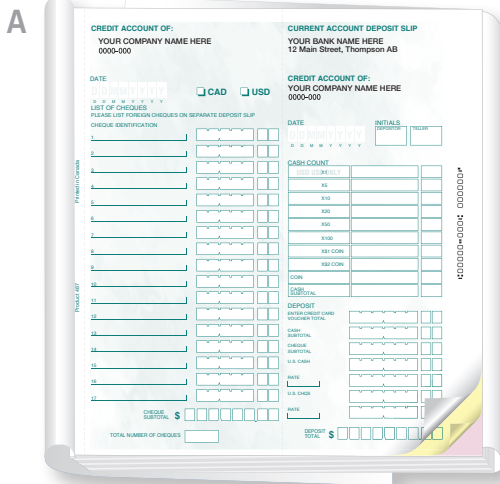 A
CREDIT ACCOUNT OF:
YOUR COMPANY NAME HERE
0000-000
DATE
D D M M Y Y Y Y
D D M M Y Y Y Y
CAD USD
LIST OF CHEQUES
PLEASE LIST FOREIGN CHEQUES ON SEPARATE DEPOSIT SLIP
CHEQUE IDENTIFICATION
1
2
3
4
5
6
7
8
9
10
11
12
13
14
15
16
17
CHEQUE
SUBTOTAL $
TOTAL NUMBER OF CHEQUES
Printed in Canada
Product 467
CURRENT ACCOUNT DEPOSIT SLIP
YOUR BANK NAME HERE
12 Main Street, Thompson AB
CREDIT ACCOUNT OF:
YOUR COMPANY NAME HERE
0000-000
DATE
D D M M Y Y Y Y
D D M M Y Y Y Y
INITIALS
DEPOSITOR TELLER
CASH COUNT
X5
X10
X20
X50
X100
X$1 COIN
X$2 COIN
COIN
CASH
SUBTOTAL
DEPOSIT
ENTER CREDIT CARD
VOUCHER TOTAL
CASH
SUBTOTAL
CHEQUE
SUBTOTAL
U.S. CASH
RATE
U.S. CHQS
RATE
DEPOSIT
TOTAL $